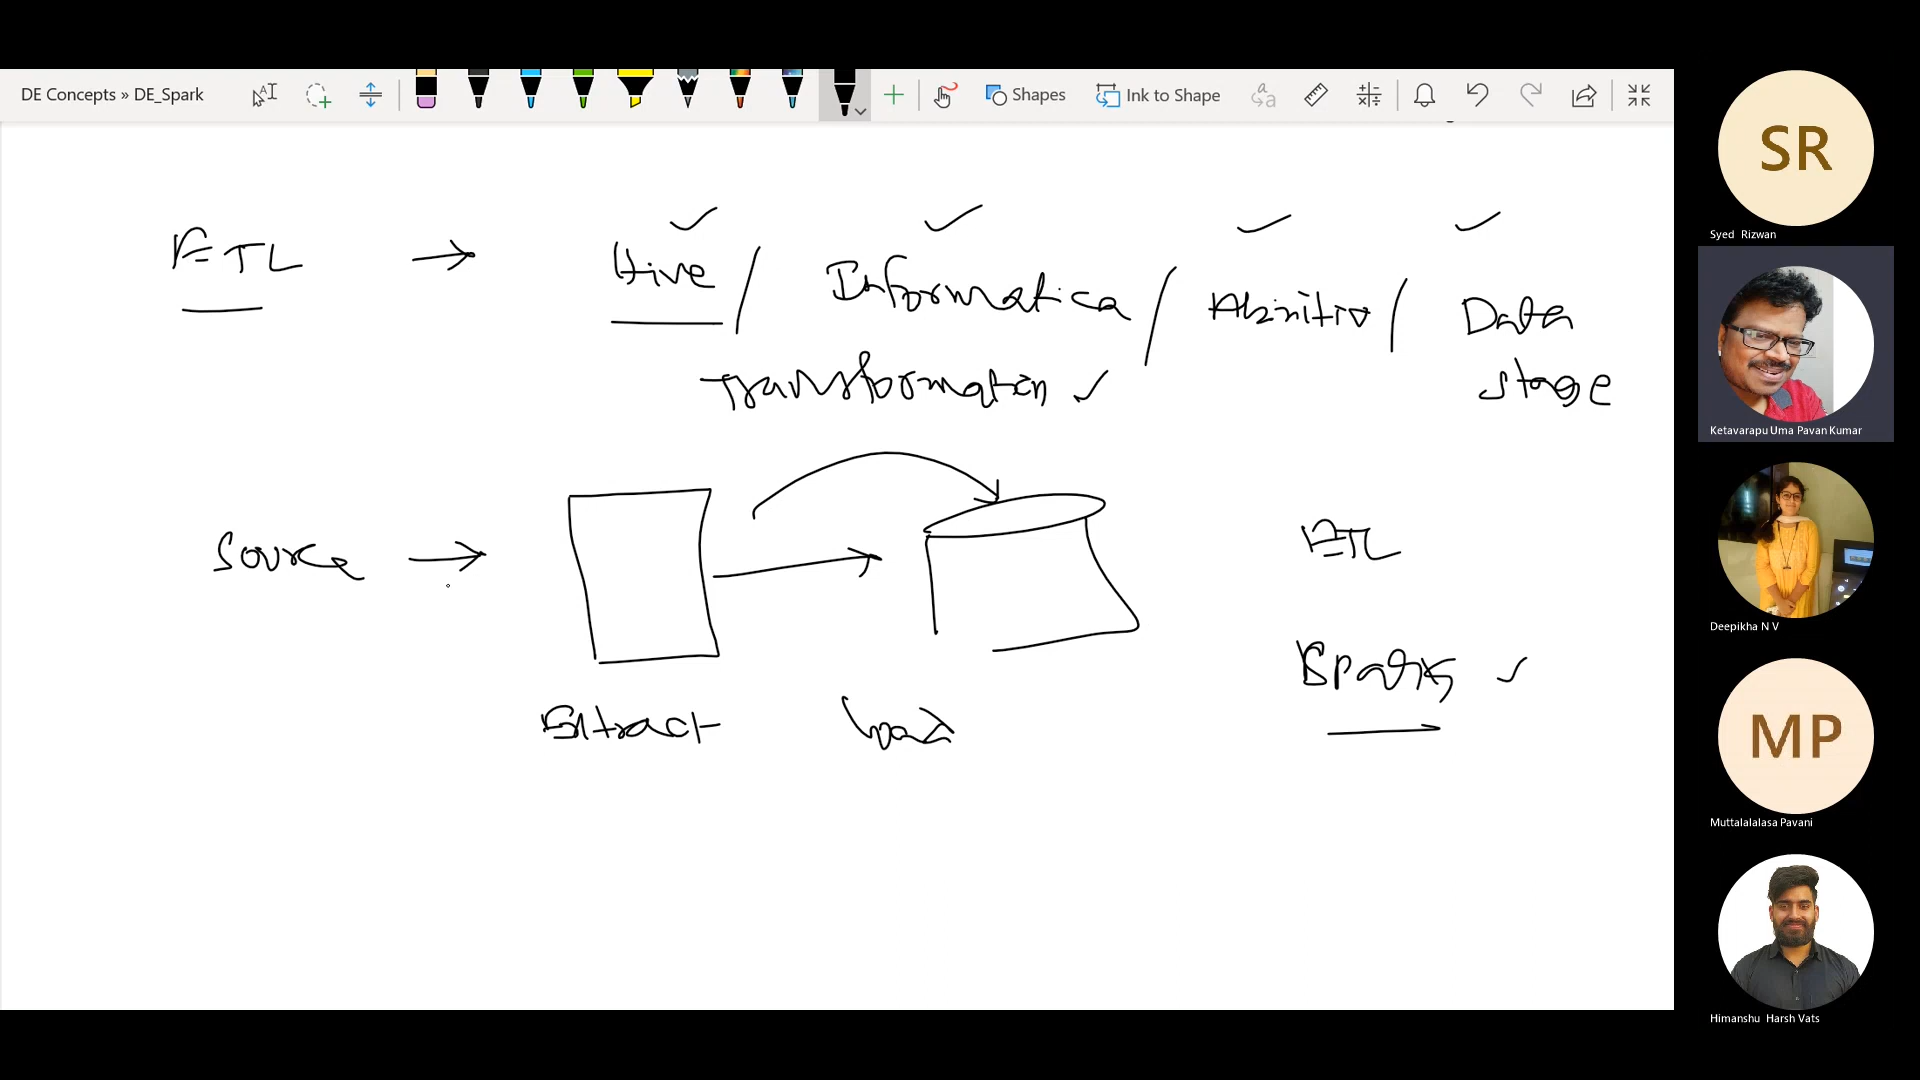 DE Concepts » DE_Spark
Shapes
Ink to Shape
ETL → Hive / Informatica / Abinitio / Data stage
Transformation
Source →
ETL
Spark
Extract
load
SR
Syed Rizwan
Ketavarapu Uma Pavan Kumar
Deepikha N V
MP
Muttalalalasa Pavani
Himanshu Harsh Vats